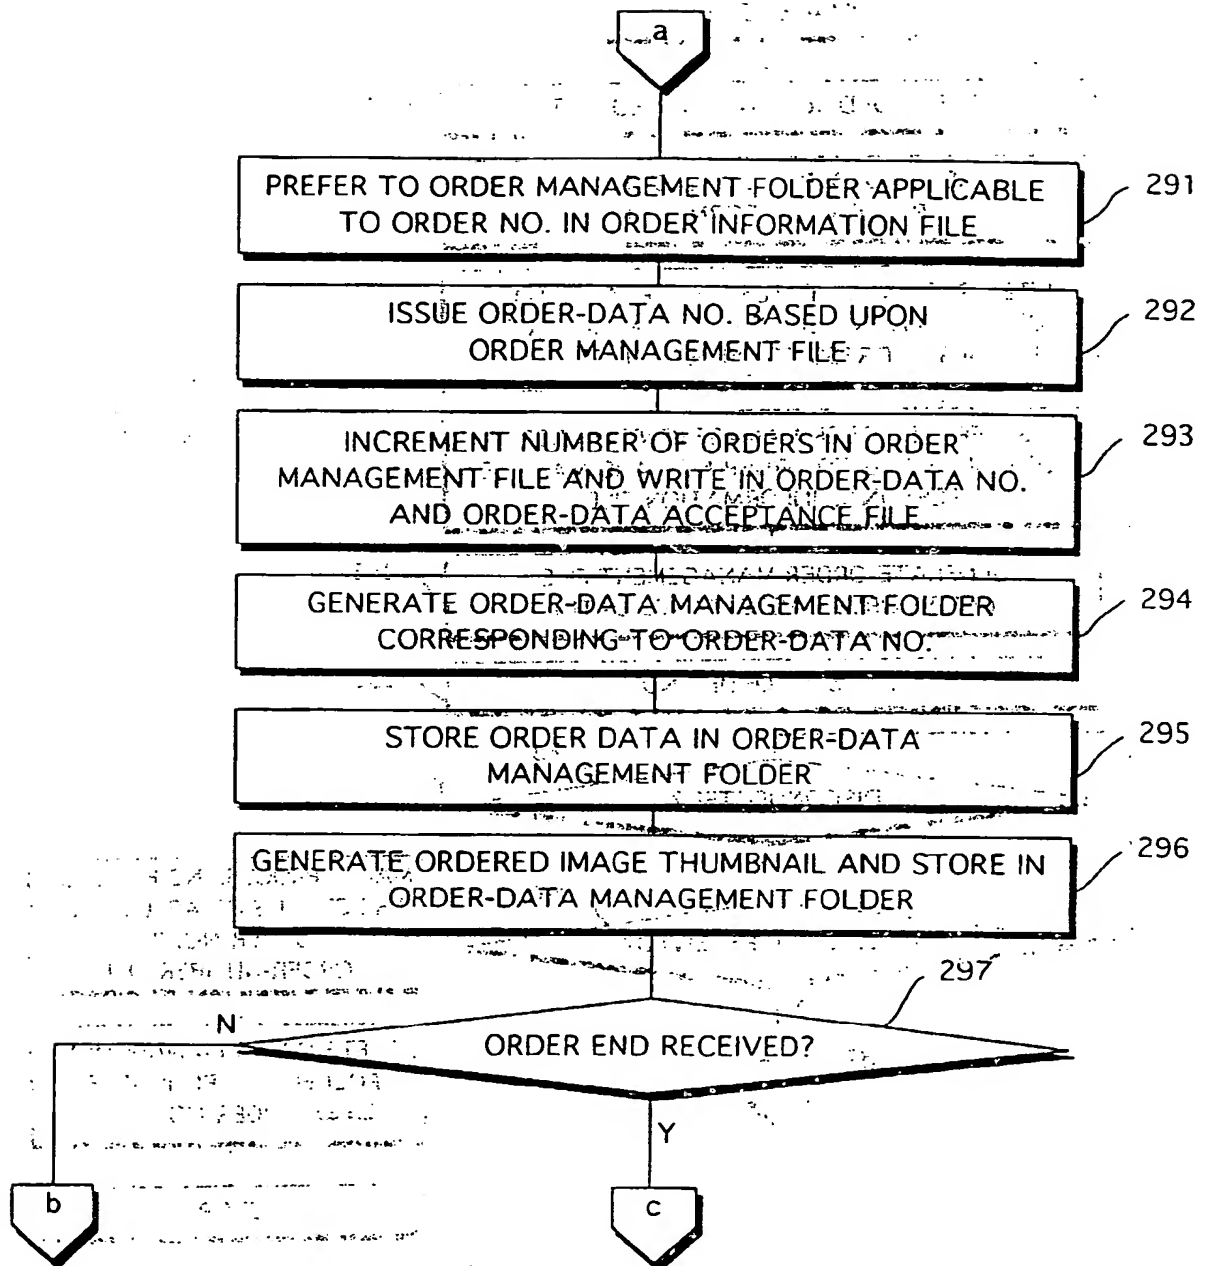 a
PREFER TO ORDER MANAGEMENT FOLDER APPLICABLE
TO ORDER NO. IN ORDER INFORMATION FILE
291
ISSUE ORDER-DATA NO. BASED UPON
ORDER MANAGEMENT FILE
292
INCREMENT NUMBER OF ORDERS IN ORDER
MANAGEMENT FILE AND WRITE IN ORDER-DATA NO.
AND ORDER-DATA ACCEPTANCE FILE
293
GENERATE ORDER-DATA MANAGEMENT FOLDER
CORRESPONDING TO ORDER-DATA NO.
294
STORE ORDER DATA IN ORDER-DATA
MANAGEMENT FOLDER
295
GENERATE ORDERED IMAGE THUMBNAIL AND STORE IN
ORDER-DATA MANAGEMENT FOLDER
296
297
N
ORDER END RECEIVED?
Y
b
c